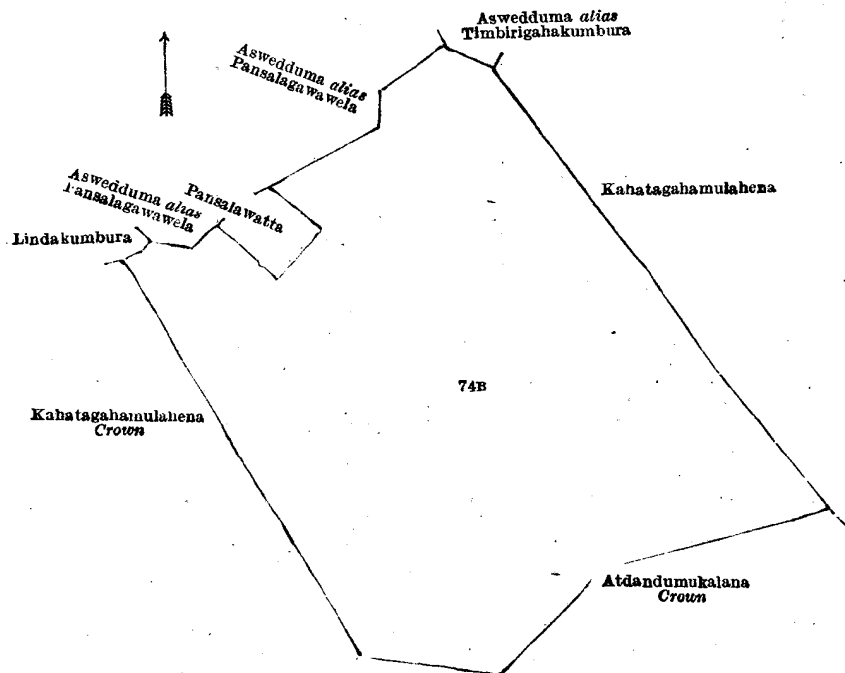 Aswedduma alias
Timbirigahakumbura
Aswedduma alias
Pansalagawawela
Kahatagahamulahena
Aswedduma alias
Pansalagawawela
Pansalawatta
Lindakumbura
74B
Kahatagahamulahena
Crown
Atdandumukalana
Crown